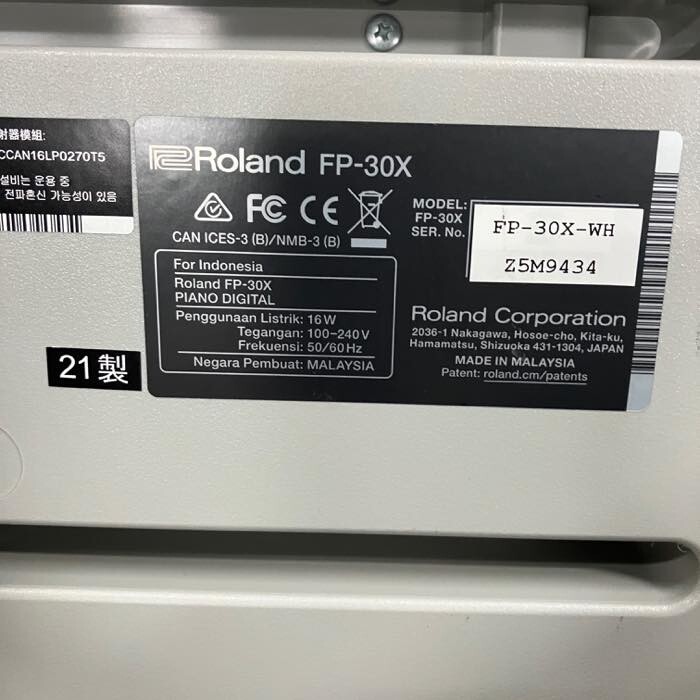 射器模組:
CCAN16LP0270T5
설비는 운용 중
전파혼신 가능성이 있음
Roland FP-30X
FC CE
CAN ICES-3 (B)/NMB-3 (B)
MODEL:
FP-30X
SER. No.
FP-30X-WH
Z5M9434
For Indonesia
Roland FP-30X
PIANO DIGITAL
Penggunaan Listrik: 16 W
Tegangan: 100-240 V
Frekuensi: 50/60 Hz
Negara Pembuat: MALAYSIA
Roland Corporation
2036-1 Nakagawa, Hosoe-cho, Kita-ku,
Hamamatsu, Shizuoka 431-1304, JAPAN
MADE IN MALAYSIA
Patent: roland.cm/patents
21製